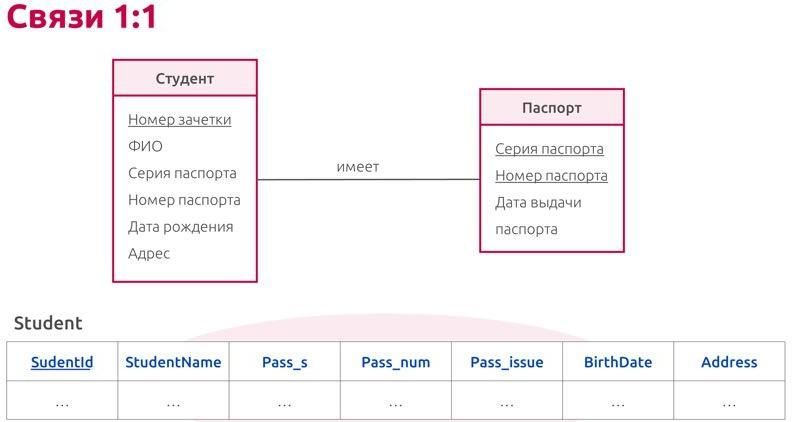 Связи 1:1
Студент
Номер зачетки
ФИО
Серия паспорта
Номер паспорта
Дата рождения
Адрес
имеет
Паспорт
Серия паспорта
Номер паспорта
Дата выдачи
паспорта
Student
SudentId StudentName Pass_s Pass_num Pass_issue BirthDate Address
... ... ... ... ... ... ...